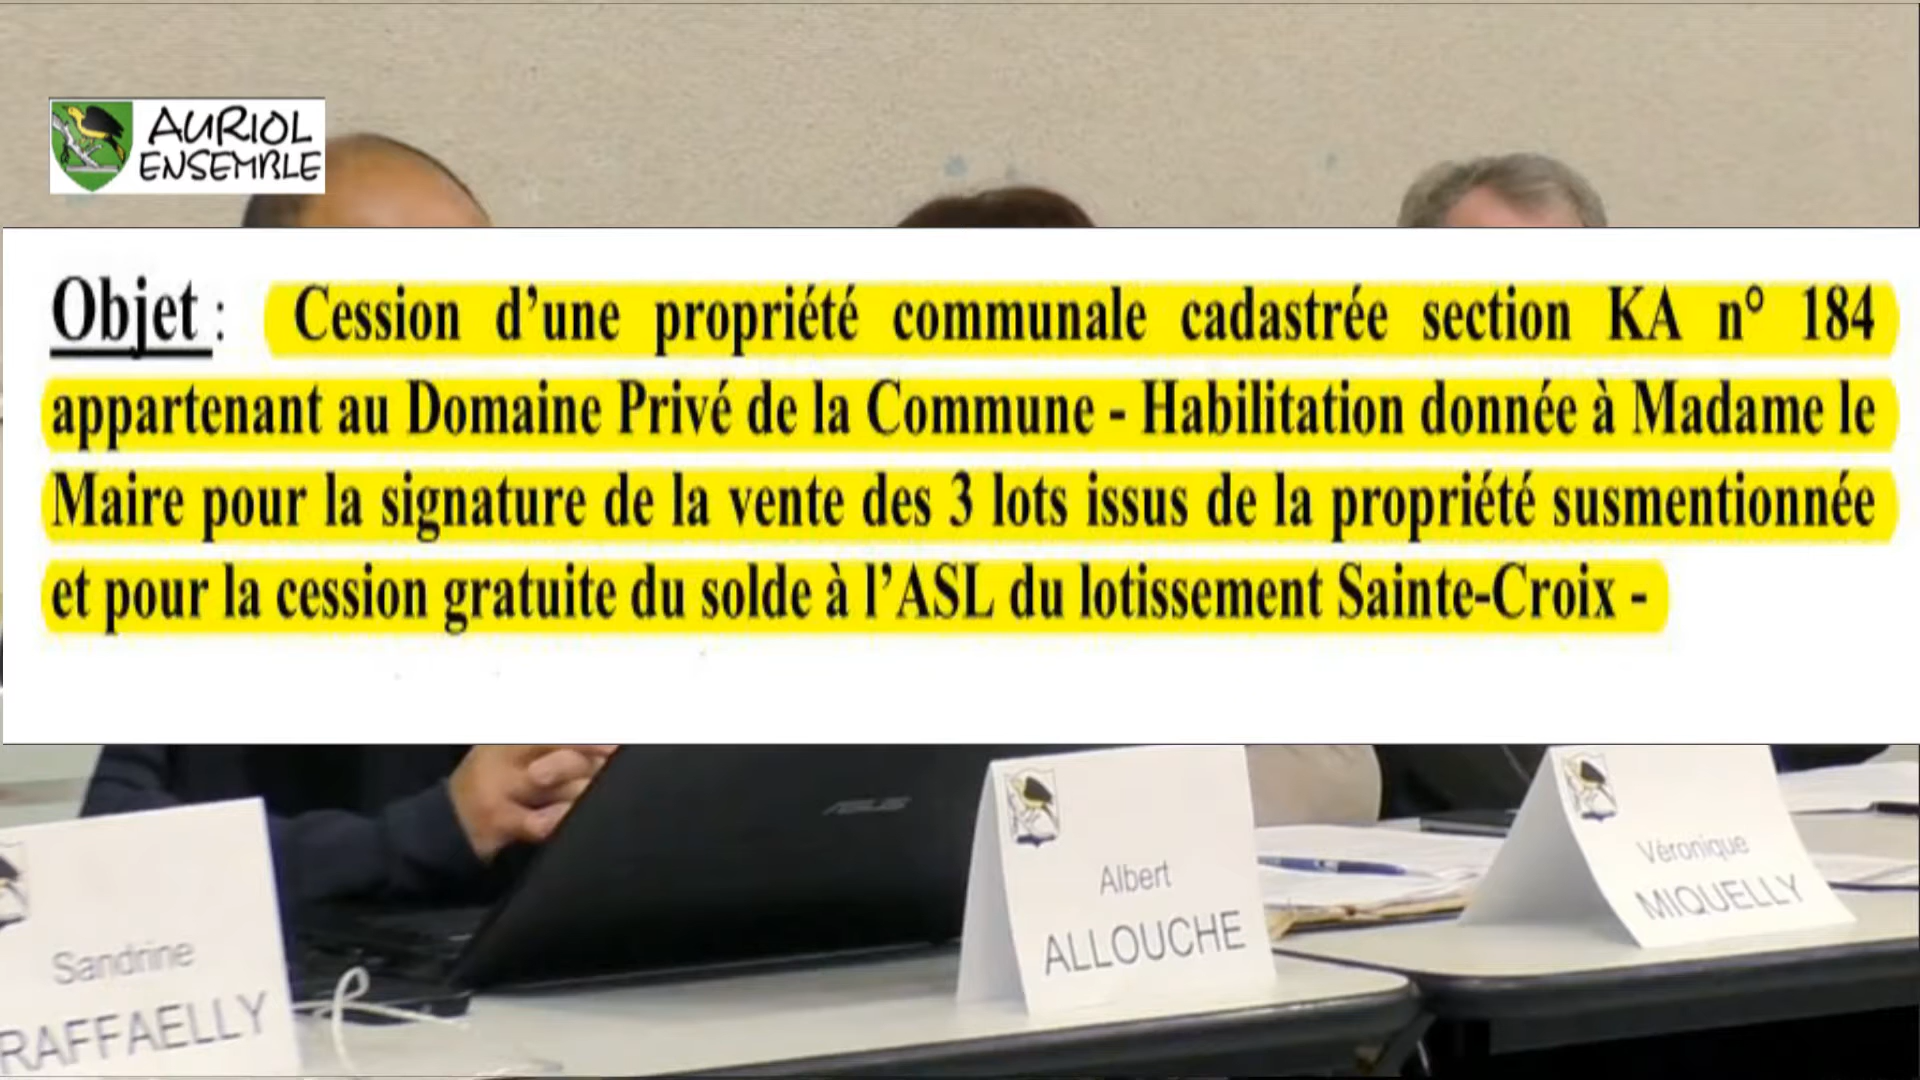 AURIOL
ENSEMBLE
Objet : Cession d’une propriété communale cadastrée section KA n° 184
appartenant au Domaine Privé de la Commune - Habilitation donnée à Madame le
Maire pour la signature de la vente des 3 lots issus de la propriété susmentionnée
et pour la cession gratuite du solde à l’ASL du lotissement Sainte-Croix -
ASUS
Sandrine
RAFFAELLY
Albert
ALLOUCHE
Véronique
MIQUELLY